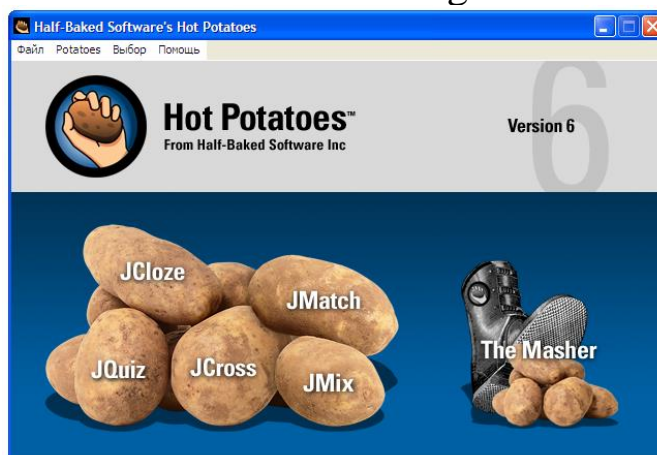 Half-Baked Software's Hot Potatoes
Файл Potatoes Выбор Помощь
Hot Potatoes™
From Half-Baked Software Inc
Version 6
6
JCloze
JMatch
JQuiz
JCross
JMix
The Masher